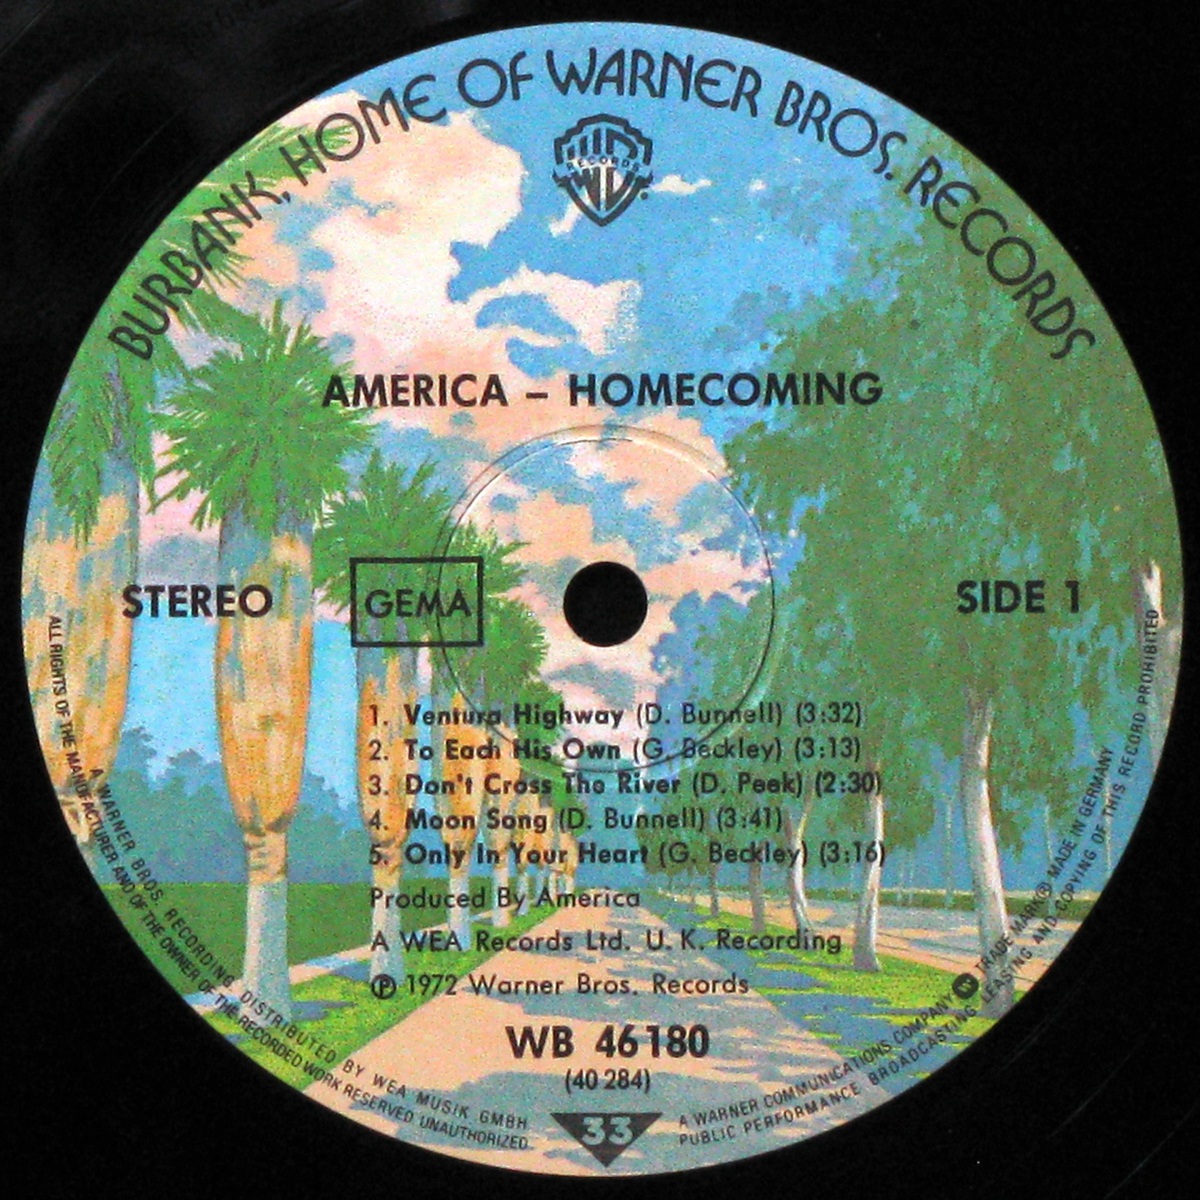 BURBANK, HOME OF WARNER BROS. RECORDS
RECORDS
AMERICA – HOMECOMING
STEREO
GEMA
SIDE 1
1. Ventura Highway (D. Bunnell) (3:32)
2. To Each His Own (G. Beckley) (3:13)
3. Don't Cross The River (D. Peek) (2:30)
4. Moon Song (D. Bunnell) (3:41)
5. Only In Your Heart (G. Beckley) (3:16)
Produced By America
A WEA Records Ltd. U. K. Recording
℗ 1972 Warner Bros. Records
WB 46 180
(40 284)
33
A WARNER BROS. RECORDING DISTRIBUTED BY WEA MUSIK GMBH
A WARNER COMMUNICATIONS COMPANY W TRADE MARK® MADE IN GERMANY
ALL RIGHTS OF THE MANUFACTURER AND OF THE OWNER OF THE RECORDED WORK RESERVED UNAUTHORIZED
PUBLIC PERFORMANCE BROADCASTING LEASING AND COPYING OF THIS RECORD PROHIBITED